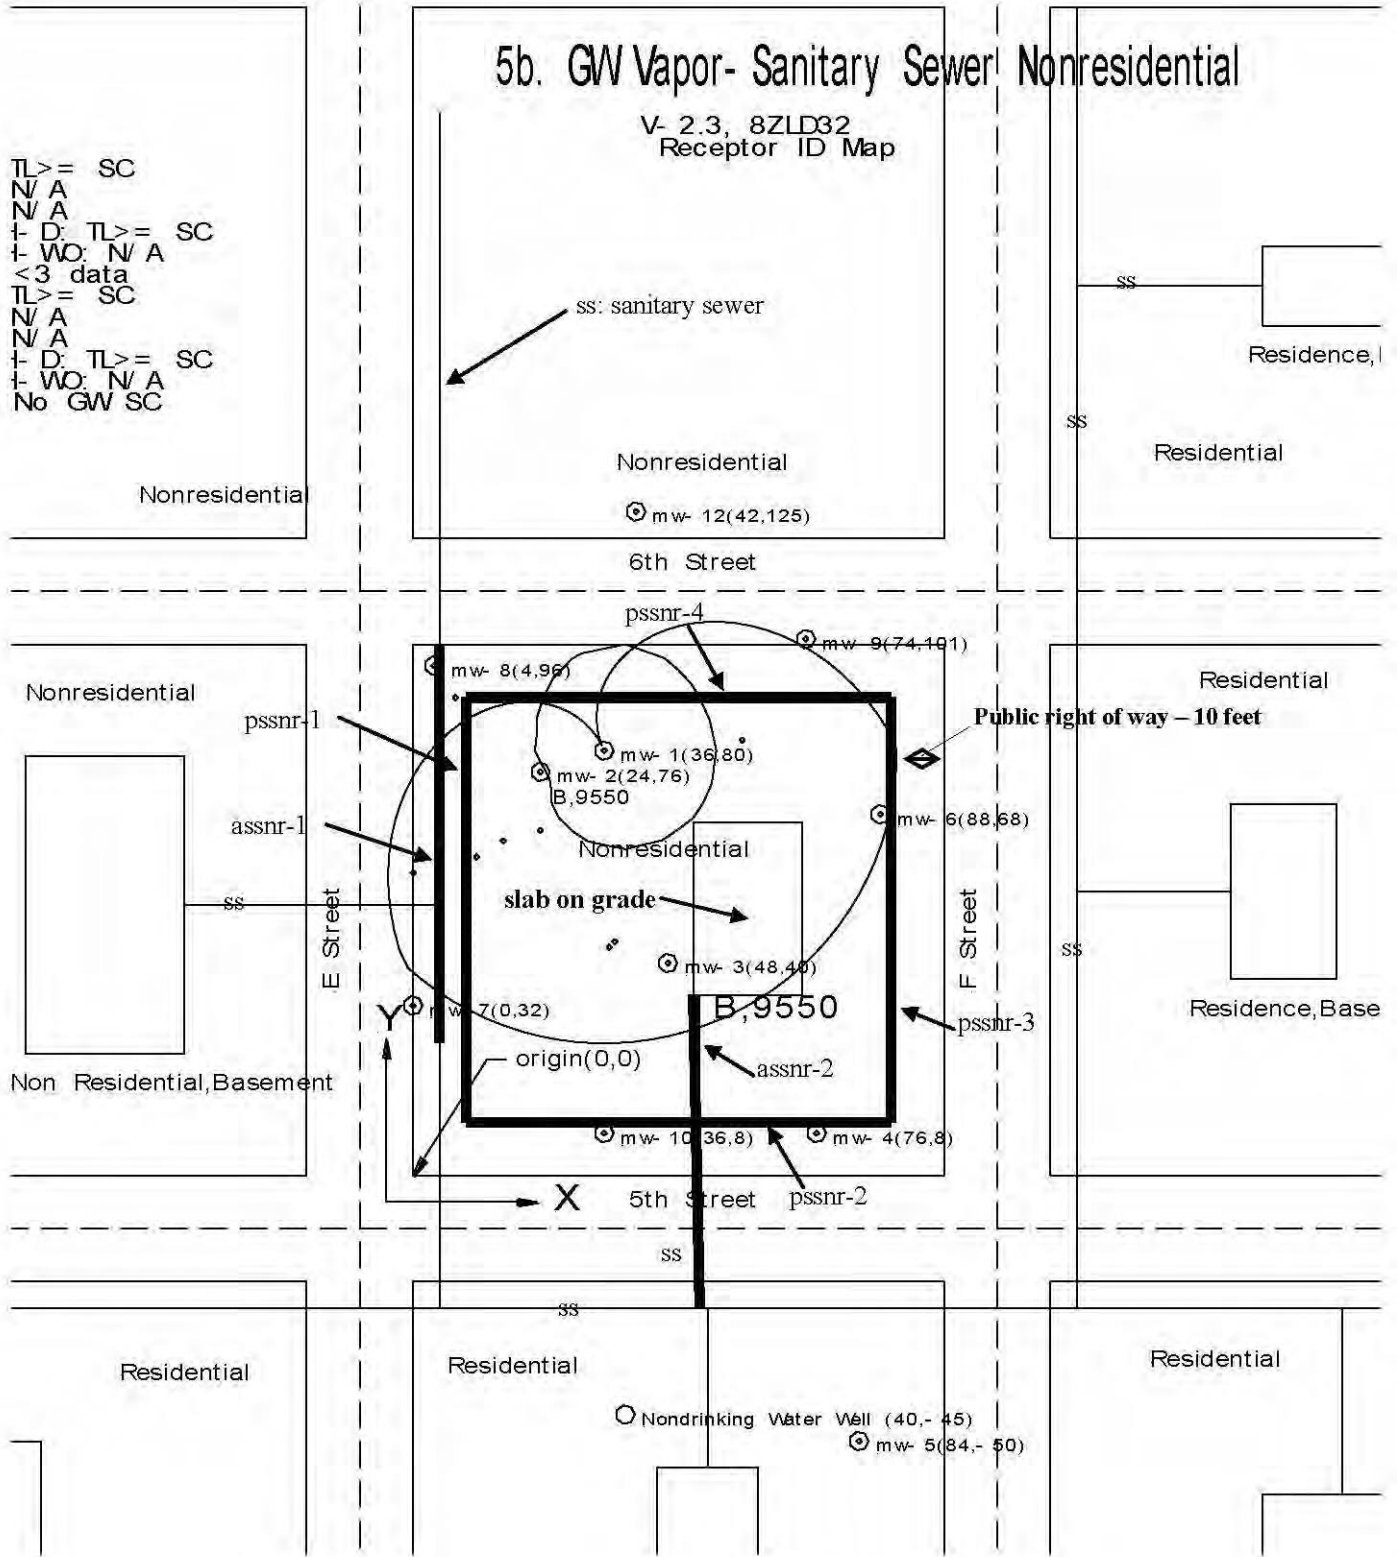 5b. GW Vapor- Sanitary Sewer Nonresidential
V- 2.3, 8ZLD32
Receptor ID Map
TL>= SC
N/ A
N/ A
I- D: TL>= SC
I- WO: N/ A
<3 data
TL>= SC
N/ A
N/ A
I- D: TL>= SC
I- WO: N/ A
No GW SC
ss: sanitary sewer
ss
Residence,
ss
Residential
Nonresidential
Nonresidential
mw- 12(42,125)
6th Street
pssnr-4
mw- 9(74,101)
mw- 8(4,96)
Nonresidential
Residential
pssnr-1
Public right of way – 10 feet
mw- 1(36,80)
mw- 2(24,76)
B,9550
assnr-1
mw- 6(88,68)
Nonresidential
slab on grade
ss
E Street
F Street
ss
mw- 3(48,40)
B,9550
Residence,Base
Y
mw- 7(0,32)
pssnr-3
origin(0,0)
assnr-2
Non Residential,Basement
mw- 10(36,8)
mw- 4(76,8)
X
5th Street
pssnr-2
ss
ss
Residential
Residential
Residential
Nondrinking Water Well (40,- 45)
mw- 5(84,- 50)